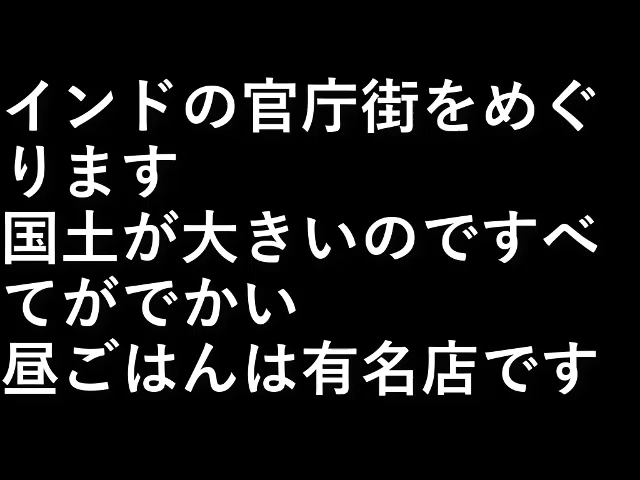 インドの官庁街をめぐ
ります
国土が大きいのですべ
てがでかい
昼ごはんは有名店です